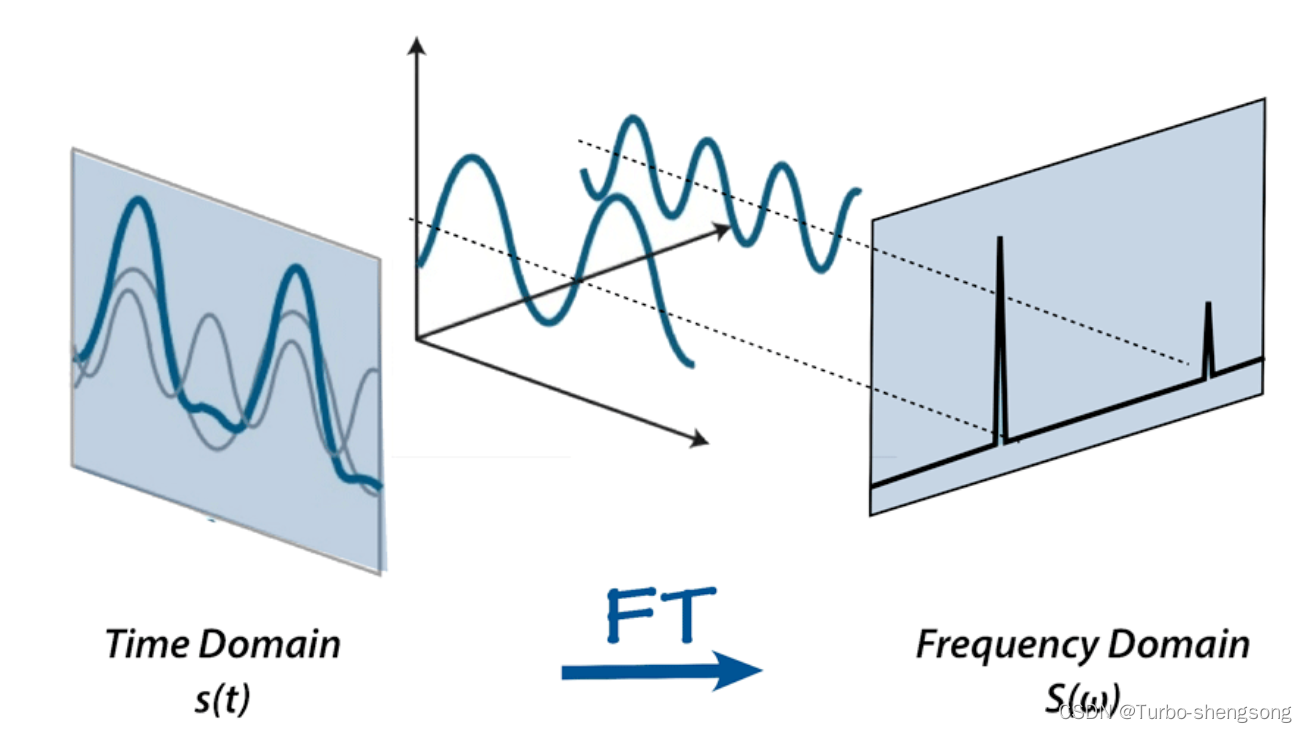 FT
Time Domain
s(t)
Frequency Domain
S(ω)
CSDN @Turbo-shengsong